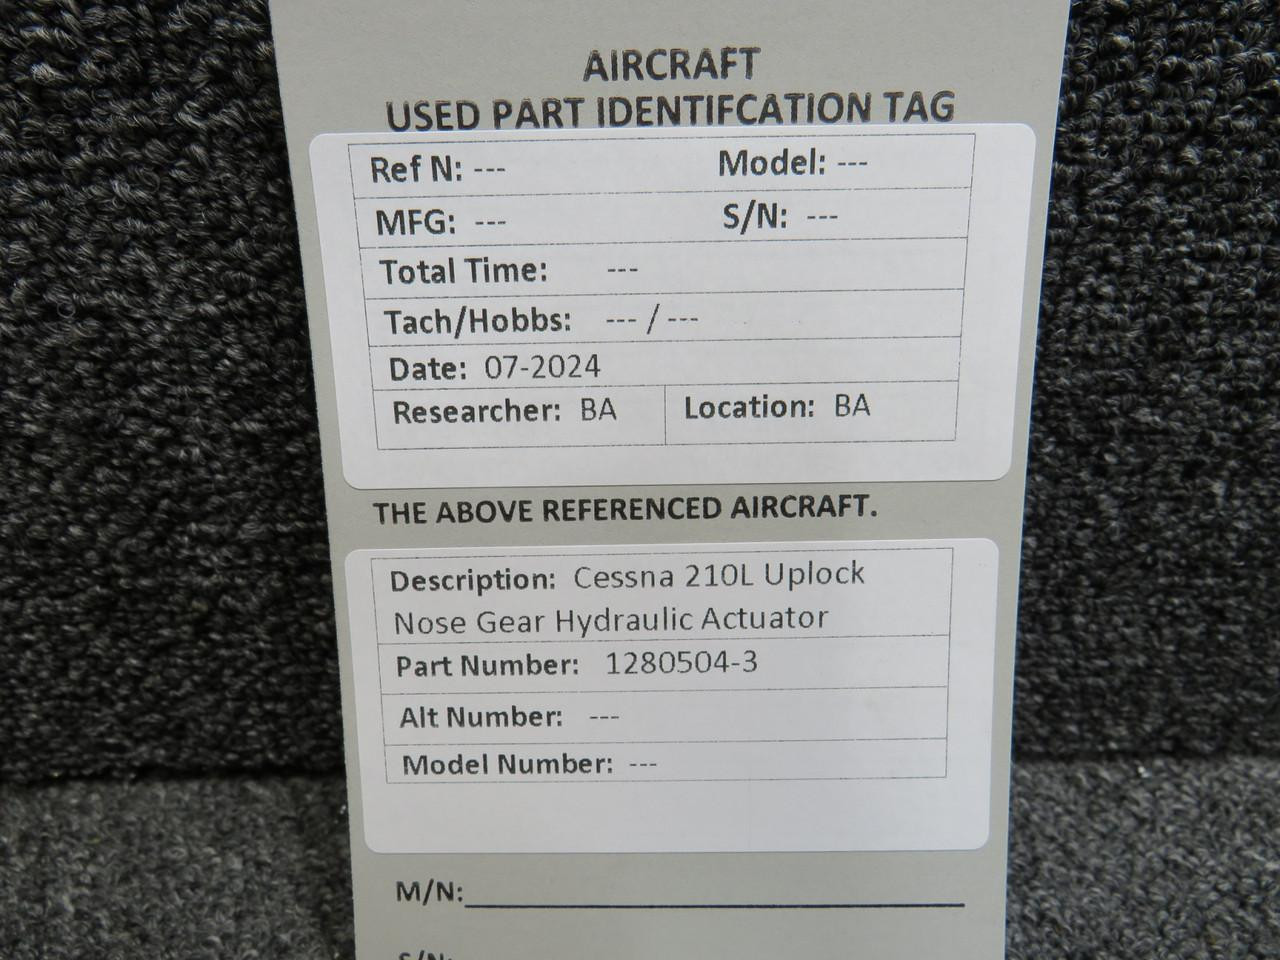 AIRCRAFT
USED PART IDENTIFCATION TAG
Ref N: --- Model: ---
MFG: --- S/N: ---
Total Time: ---
Tach/Hobbs: --- / ---
Date: 07-2024
Researcher: BA Location: BA
THE ABOVE REFERENCED AIRCRAFT.
Description: Cessna 210L Uplock
Nose Gear Hydraulic Actuator
Part Number: 1280504-3
Alt Number: ---
Model Number: ---
M/N:
S/N: